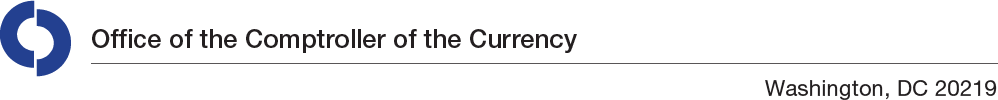 Office of the Comptroller of the Currency
Washington, DC 20219